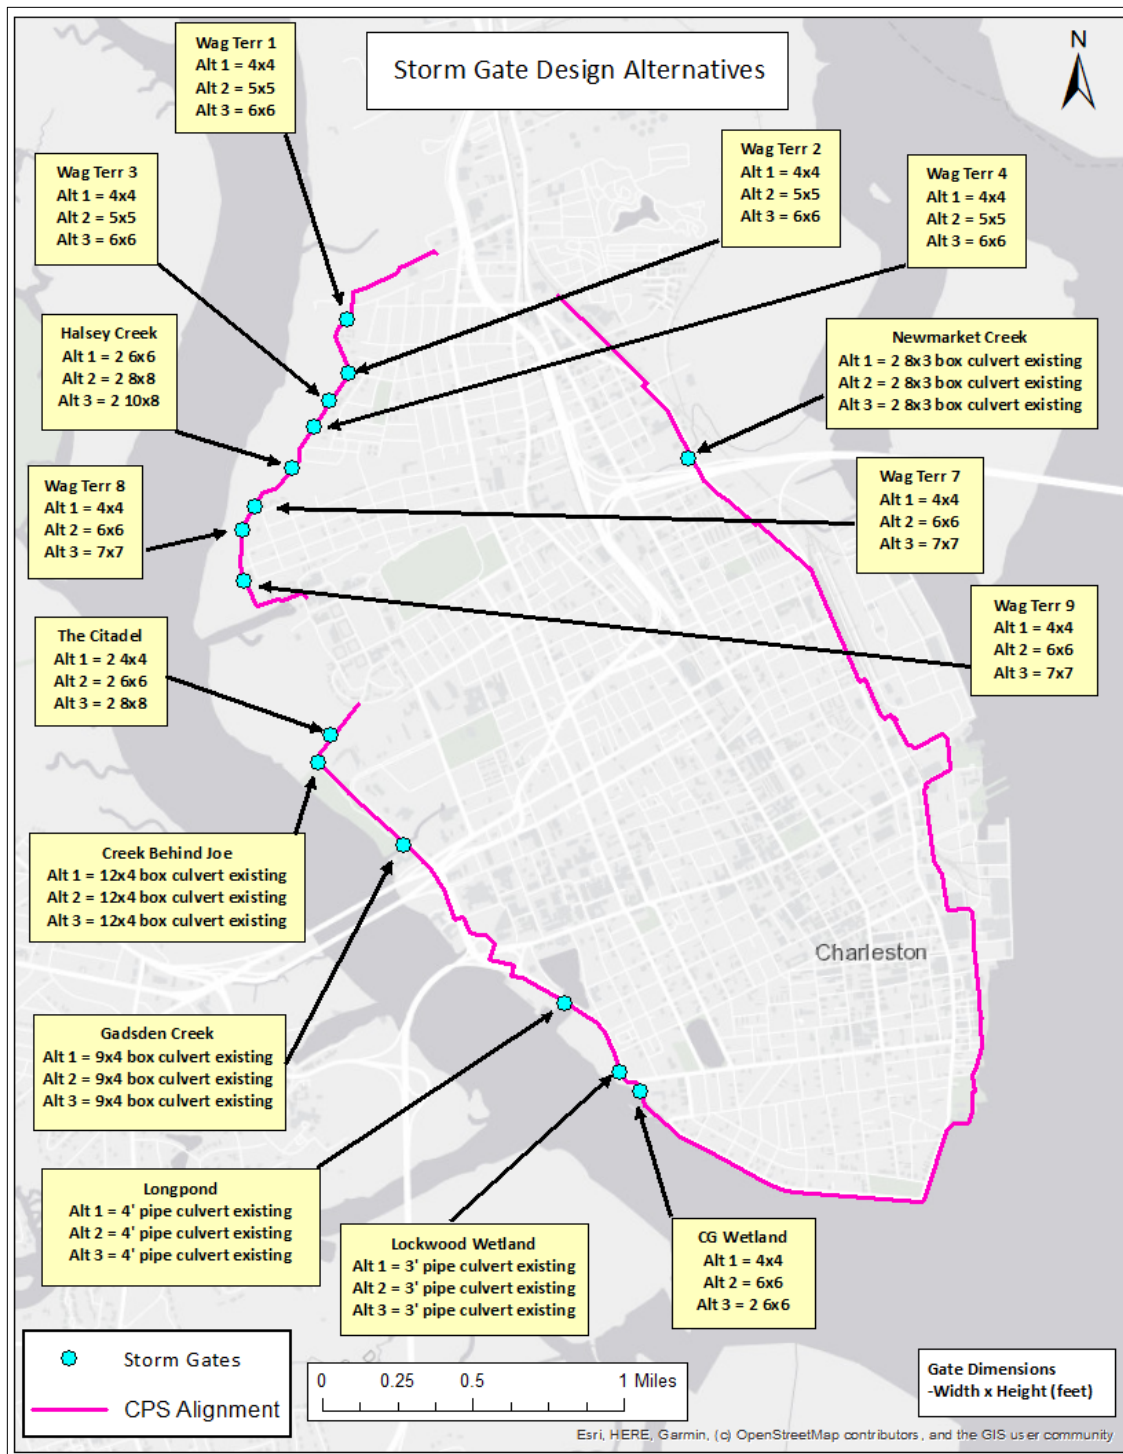 Storm Gate Design Alternatives
N
Wag Terr 1
Alt 1 = 4x4
Alt 2 = 5x5
Alt 3 = 6x6
Wag Terr 2
Alt 1 = 4x4
Alt 2 = 5x5
Alt 3 = 6x6
Wag Terr 3
Alt 1 = 4x4
Alt 2 = 5x5
Alt 3 = 6x6
Wag Terr 4
Alt 1 = 4x4
Alt 2 = 5x5
Alt 3 = 6x6
Halsey Creek
Alt 1 = 2 6x6
Alt 2 = 2 8x8
Alt 3 = 2 10x8
Newmarket Creek
Alt 1 = 2 8x3 box culvert existing
Alt 2 = 2 8x3 box culvert existing
Alt 3 = 2 8x3 box culvert existing
Wag Terr 8
Alt 1 = 4x4
Alt 2 = 6x6
Alt 3 = 7x7
Wag Terr 7
Alt 1 = 4x4
Alt 2 = 6x6
Alt 3 = 7x7
Wag Terr 9
Alt 1 = 4x4
Alt 2 = 6x6
Alt 3 = 7x7
The Citadel
Alt 1 = 2 4x4
Alt 2 = 2 6x6
Alt 3 = 2 8x8
Creek Behind Joe
Alt 1 = 12x4 box culvert existing
Alt 2 = 12x4 box culvert existing
Alt 3 = 12x4 box culvert existing
Charleston
Gadsden Creek
Alt 1 = 9x4 box culvert existing
Alt 2 = 9x4 box culvert existing
Alt 3 = 9x4 box culvert existing
Longpond
Alt 1 = 4' pipe culvert existing
Alt 2 = 4' pipe culvert existing
Alt 3 = 4' pipe culvert existing
Lockwood Wetland
Alt 1 = 3' pipe culvert existing
Alt 2 = 3' pipe culvert existing
Alt 3 = 3' pipe culvert existing
CG Wetland
Alt 1 = 4x4
Alt 2 = 6x6
Alt 3 = 2 6x6
Storm Gates
CPS Alignment
0 0.25 0.5 1 Miles
Gate Dimensions
-Width x Height (feet)
Esri, HERE, Garmin, (c) OpenStreetMap contributors, and the GIS user community